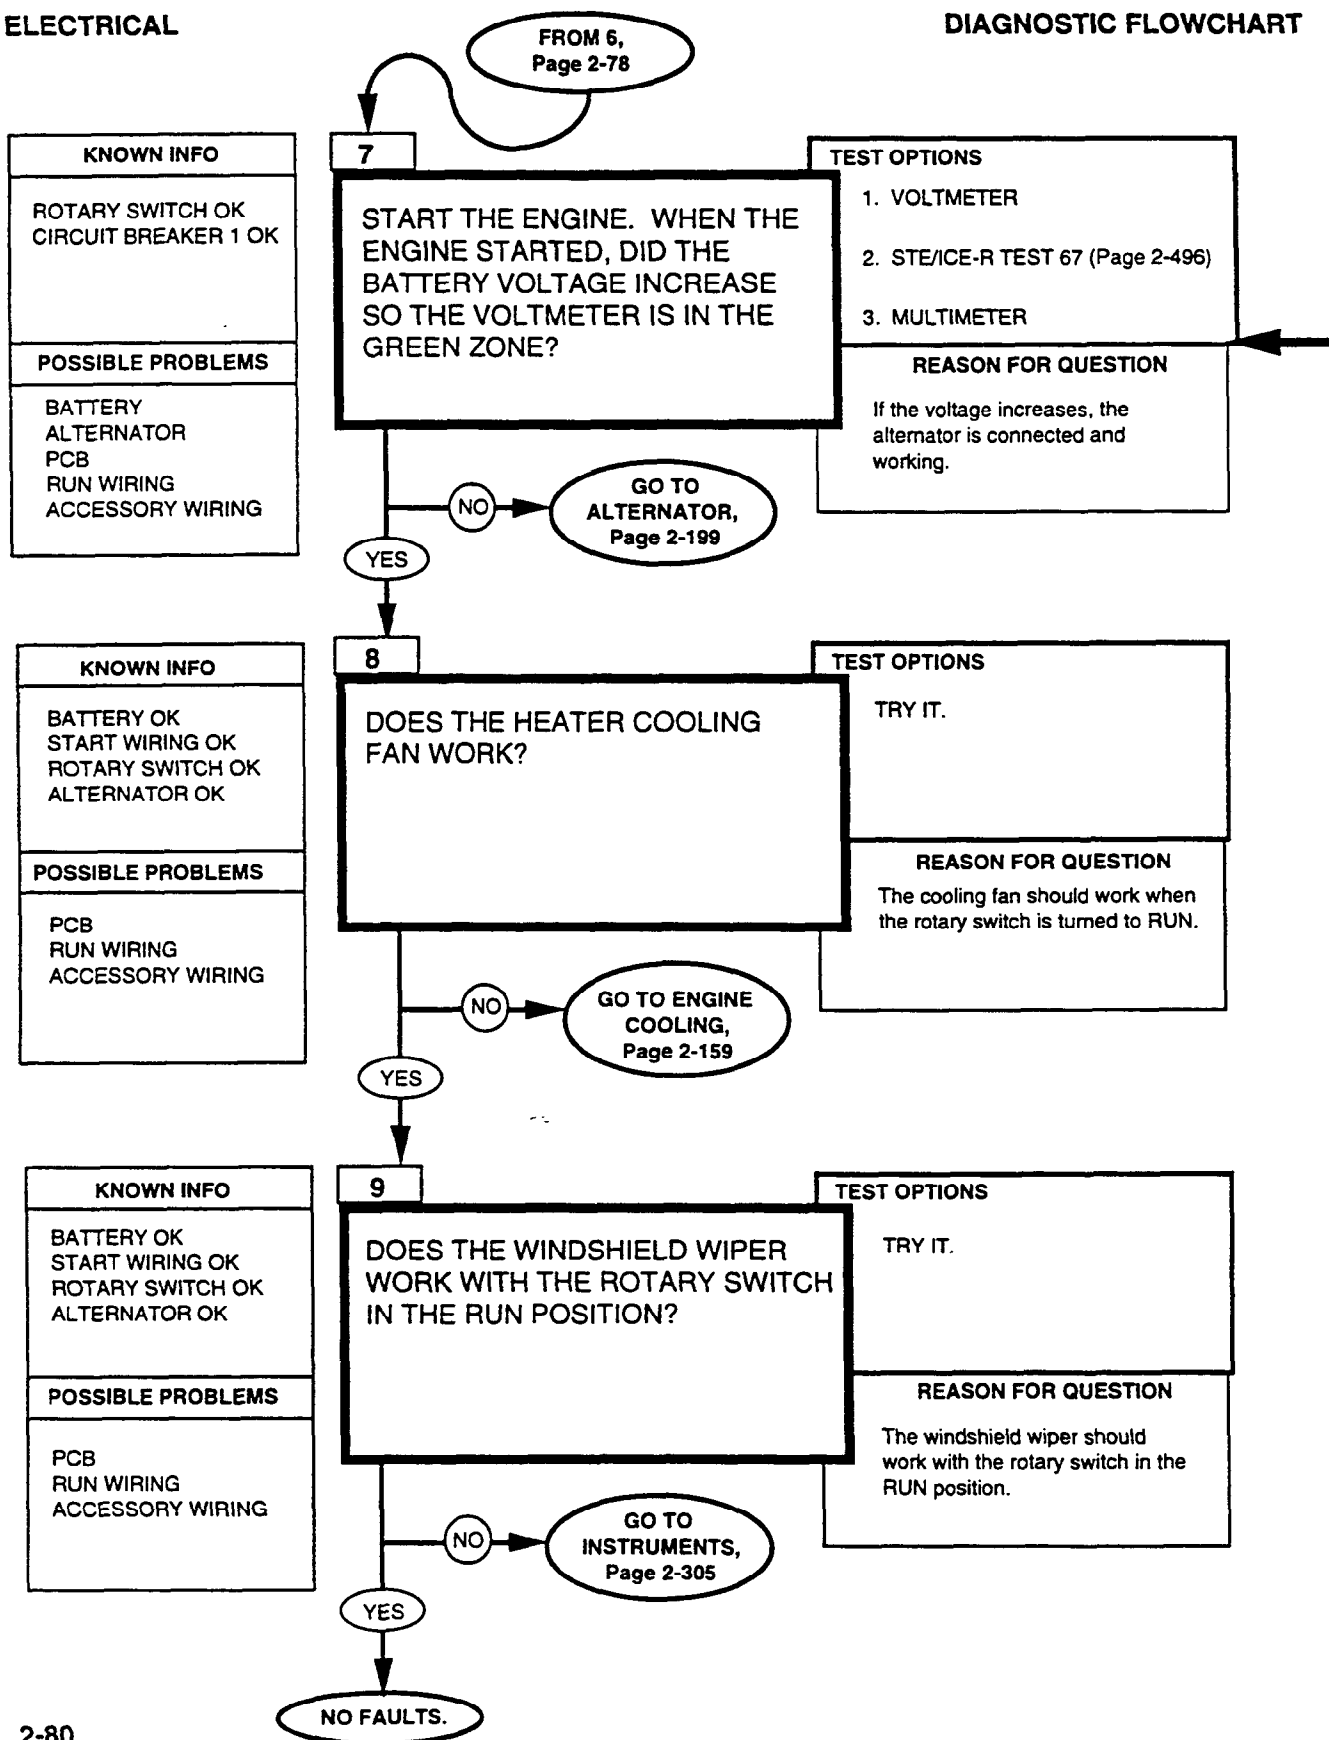 ELECTRICAL
DIAGNOSTIC FLOWCHART
FROM 6,
Page 2-78
KNOWN INFO
ROTARY SWITCH OK
CIRCUIT BREAKER 1 OK
POSSIBLE PROBLEMS
BATTERY
ALTERNATOR
PCB
RUN WIRING
ACCESSORY WIRING
7
START THE ENGINE. WHEN THE
ENGINE STARTED, DID THE
BATTERY VOLTAGE INCREASE
SO THE VOLTMETER IS IN THE
GREEN ZONE?
TEST OPTIONS
1. VOLTMETER
2. STE/ICE-R TEST 67 (Page 2-496)
3. MULTIMETER
REASON FOR QUESTION
If the voltage increases, the
alternator is connected and
working.
NO
GO TO
ALTERNATOR,
Page 2-199
YES
KNOWN INFO
BATTERY OK
START WIRING OK
ROTARY SWITCH OK
ALTERNATOR OK
POSSIBLE PROBLEMS
PCB
RUN WIRING
ACCESSORY WIRING
8
DOES THE HEATER COOLING
FAN WORK?
TEST OPTIONS
TRY IT.
REASON FOR QUESTION
The cooling fan should work when
the rotary switch is turned to RUN.
NO
GO TO ENGINE
COOLING,
Page 2-159
YES
KNOWN INFO
BATTERY OK
START WIRING OK
ROTARY SWITCH OK
ALTERNATOR OK
POSSIBLE PROBLEMS
PCB
RUN WIRING
ACCESSORY WIRING
9
DOES THE WINDSHIELD WIPER
WORK WITH THE ROTARY SWITCH
IN THE RUN POSITION?
TEST OPTIONS
TRY IT.
REASON FOR QUESTION
The windshield wiper should
work with the rotary switch in the
RUN position.
NO
GO TO
INSTRUMENTS,
Page 2-305
YES
NO FAULTS.
2-80